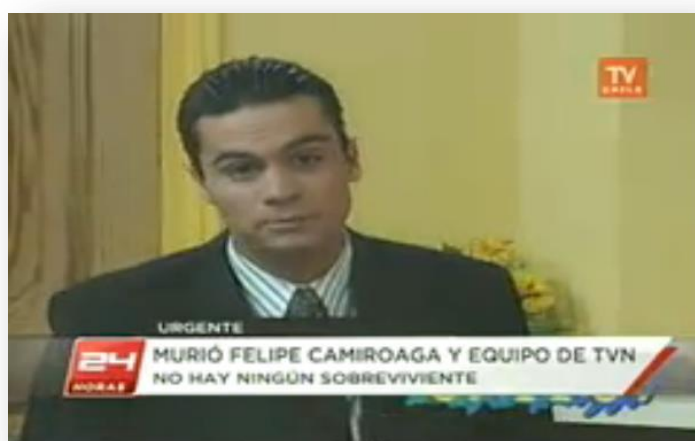 TV
CHILE
URGENTE
24
HORAS
MURIÓ FELIPE CAMIROAGA Y EQUIPO DE TVN
NO HAY NINGÚN SOBREVIVIENTE